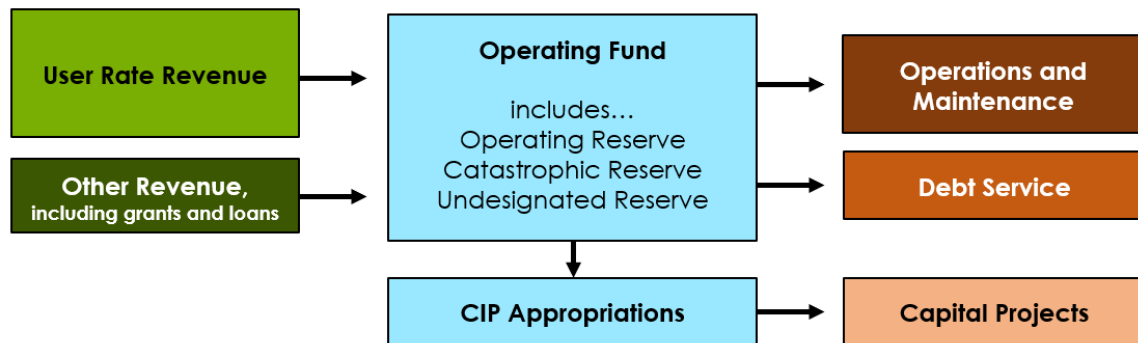 User Rate Revenue
Other Revenue,
including grants and loans
Operating Fund
includes…
Operating Reserve
Catastrophic Reserve
Undesignated Reserve
CIP Appropriations
Operations and
Maintenance
Debt Service
Capital Projects